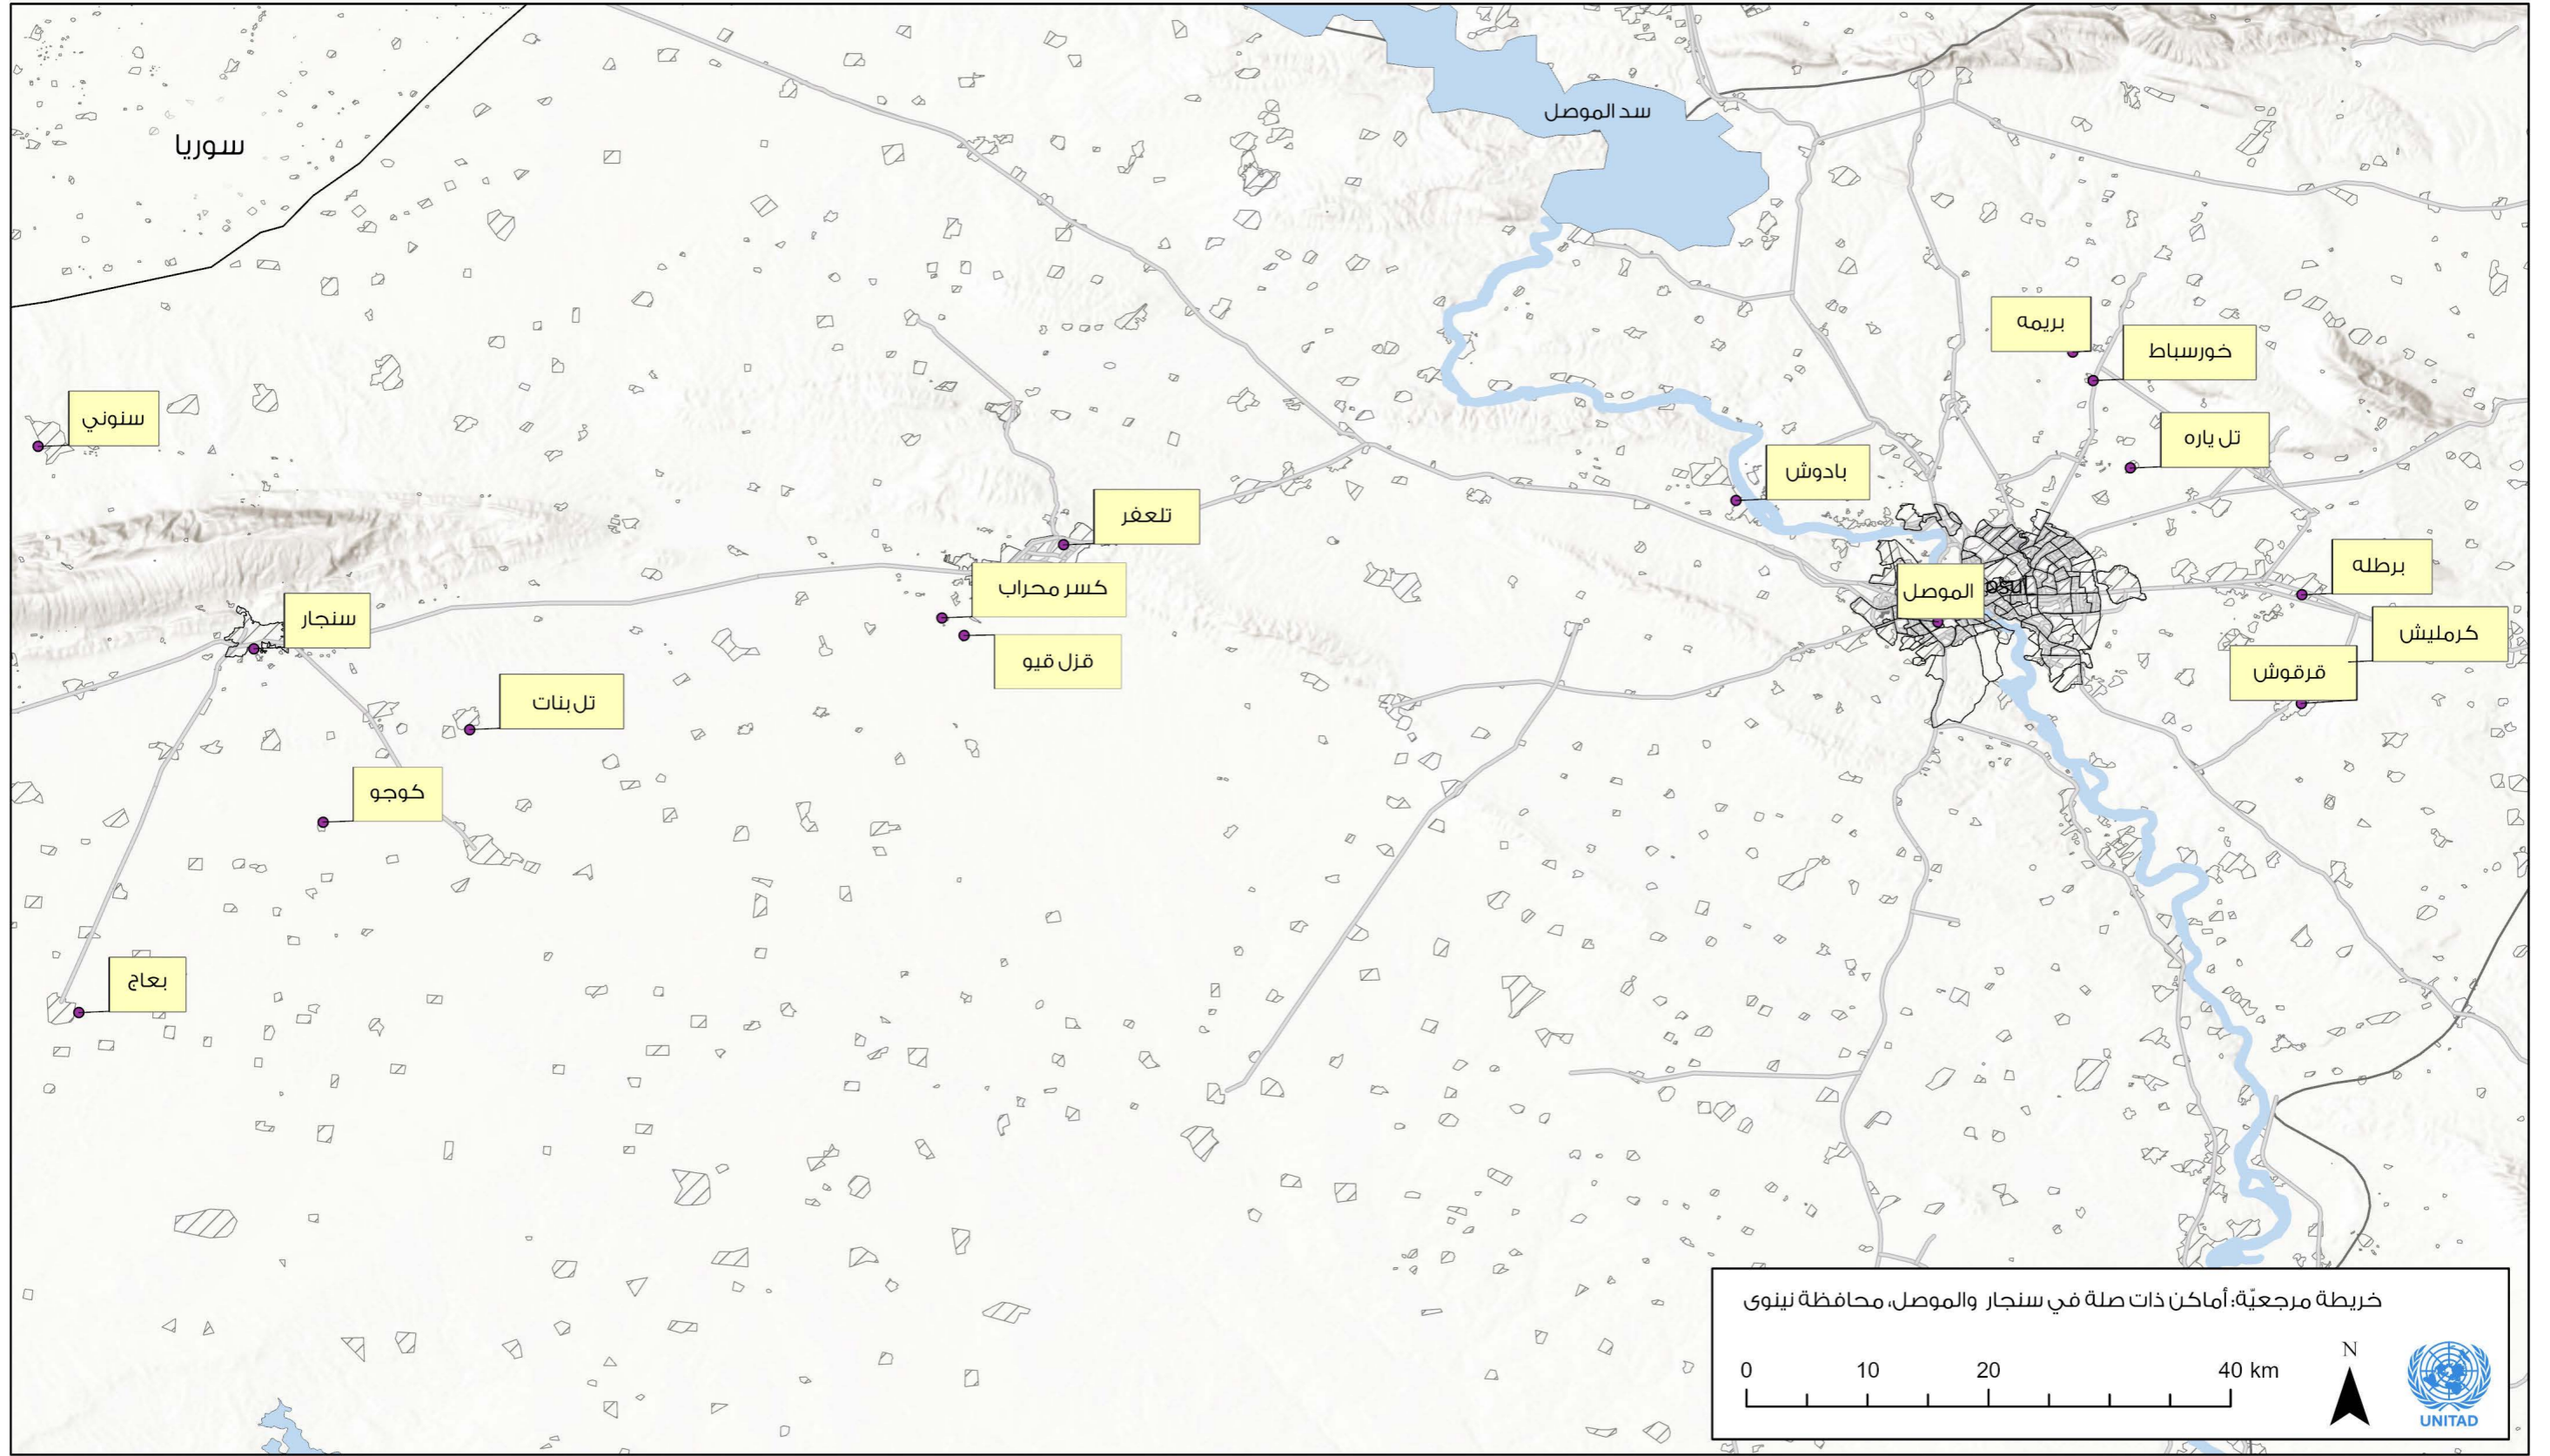 سد الموصل
سوريا
بريمه
خورسباط
سنوني
تل ياره
بادوش
تلعفر
برطله
كسر محراب
الموصل
osul
سنجار
كرمليش
قزل قيو
قرقوش
تل بنات
كوجو
بعاج
خريطة مرجعيّة: أماكن ذات صلة في سنجار والموصل، محافظة نينوى
N
0 10 20 40 km
UNITAD